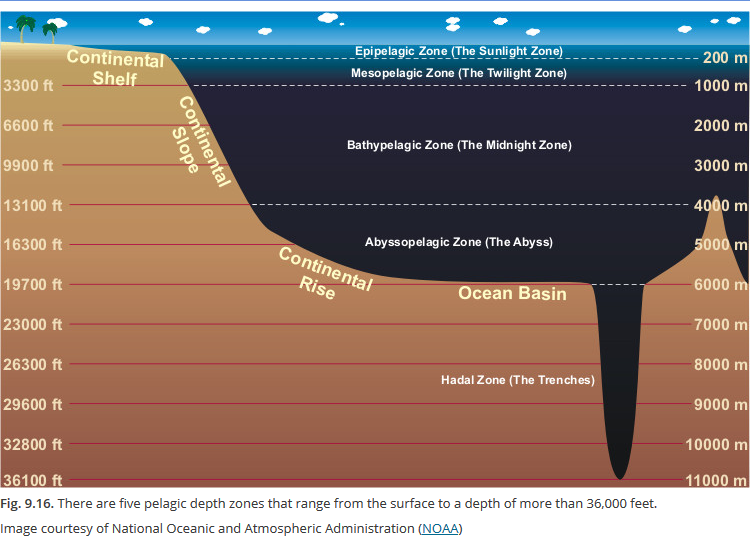 Epipelagic Zone (The Sunlight Zone)
200 m
Continental
Shelf
Mesopelagic Zone (The Twilight Zone)
3300 ft
1000 m
6600 ft
2000 m
Continental
Slope
Bathypelagic Zone (The Midnight Zone)
9900 ft
3000 m
13100 ft
4000 m
16300 ft
Abyssopelagic Zone (The Abyss)
5000 m
Continental
Rise
19700 ft
Ocean Basin
6000 m
23000 ft
7000 m
26300 ft
8000 m
Hadal Zone (The Trenches)
29600 ft
9000 m
32800 ft
10000 m
36100 ft
11000 m
Fig. 9.16. There are five pelagic depth zones that range from the surface to a depth of more than 36,000 feet.
Image courtesy of National Oceanic and Atmospheric Administration (NOAA)